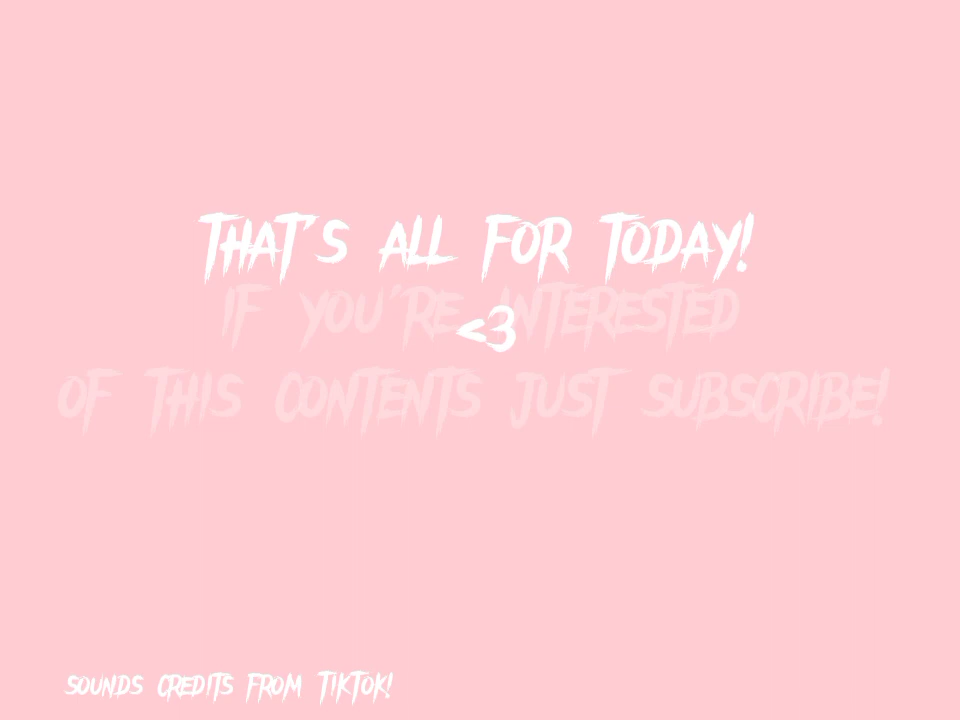 THAT'S ALL FOR TODAY!
IF YOU'RE INTERESTED
<3
OF THIS CONTENTS JUST SUBSCRIBE!
SOUNDS CREDITS FROM TIKTOK!